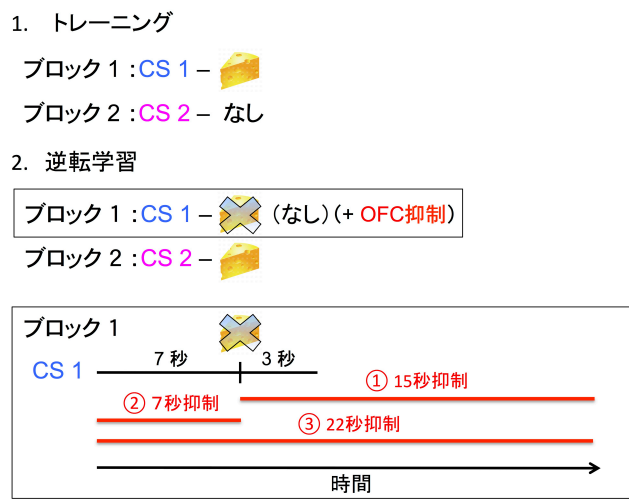 1. トレーニング
ブロック 1 :CS 1 –
ブロック 2 :CS 2 – なし
2. 逆転学習
ブロック 1 :CS 1 – (なし)(+ OFC抑制)
ブロック 2 :CS 2 –
ブロック 1
7 秒 3 秒
CS 1
① 15秒抑制
② 7秒抑制
③ 22秒抑制
時間